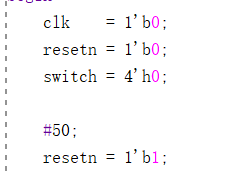 clk    = 1'b0;
resetn = 1'b0;
switch = 4'h0;
#50;
resetn = 1'b1;